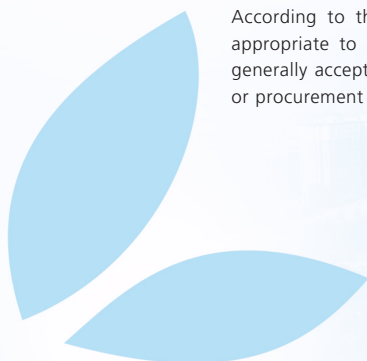 According to th
appropriate to
generally accept
or procurement